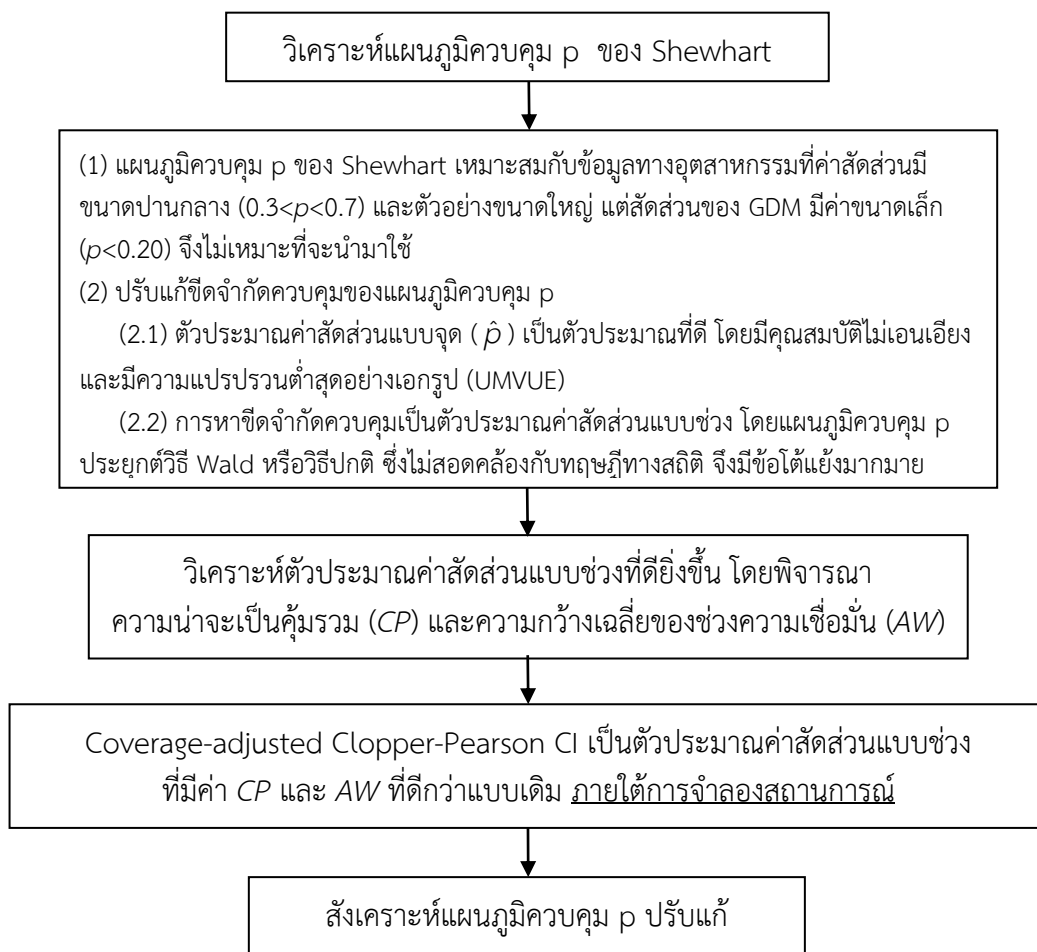 วิเคราะห์แผนภูมิควบคุม p ของ Shewhart
(1) แผนภูมิควบคุม p ของ Shewhart เหมาะสมกับข้อมูลทางอุตสาหกรรมที่ค่าสัดส่วนมี
ขนาดปานกลาง (0.3<p<0.7) และตัวอย่างขนาดใหญ่ แต่สัดส่วนของ GDM มีค่าขนาดเล็ก
(p<0.20) จึงไม่เหมาะที่จะนำมาใช้
(2) ปรับแก้ขีดจำกัดควบคุมของแผนภูมิควบคุม p
(2.1) ตัวประมาณค่าสัดส่วนแบบจุด ( p̂ ) เป็นตัวประมาณที่ดี โดยมีคุณสมบัติไม่เอนเอียง
และมีความแปรปรวนต่ำสุดอย่างเอกรูป (UMVUE)
(2.2) การหาขีดจำกัดควบคุมเป็นตัวประมาณค่าสัดส่วนแบบช่วง โดยแผนภูมิควบคุม p
ประยุกต์วิธี Wald หรือวิธีปกติ ซึ่งไม่สอดคล้องกับทฤษฎีทางสถิติ จึงมีข้อโต้แย้งมากมาย
วิเคราะห์ตัวประมาณค่าสัดส่วนแบบช่วงที่ดียิ่งขึ้น โดยพิจารณา
ความน่าจะเป็นคุ้มรวม (CP) และความกว้างเฉลี่ยของช่วงความเชื่อมั่น (AW)
Coverage-adjusted Clopper-Pearson CI เป็นตัวประมาณค่าสัดส่วนแบบช่วง
ที่มีค่า CP และ AW ที่ดีกว่าแบบเดิม ภายใต้การจำลองสถานการณ์
สังเคราะห์แผนภูมิควบคุม p ปรับแก้